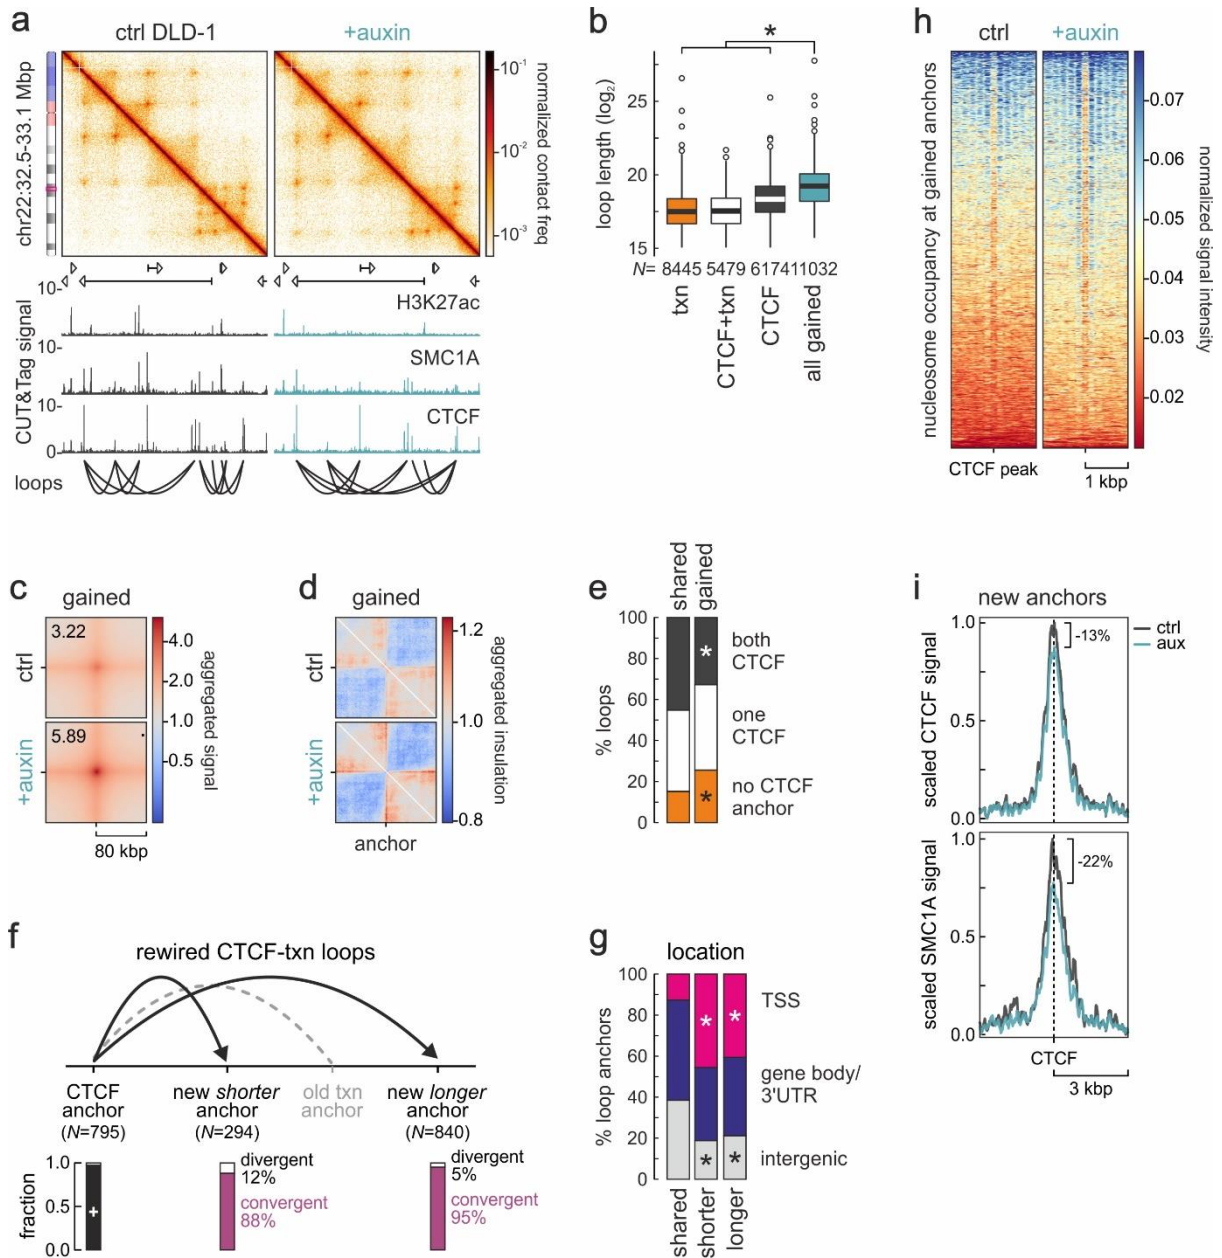 a
ctrl DLD-1
+auxin
chr22:32.5-33.1 Mbp
10⁻¹
10⁻²
10⁻³
normalized contact freq
CUT&Tag signal
10-
H3K27ac
10-
SMC1A
10-
CTCF
0-
loops
b
*
loop length (log₂)
25
20
15
N= 8445 5479 6174 11032
txn
CTCF+txn
CTCF
all gained
h
ctrl
+auxin
nucleosome occupancy at gained anchors
0.07
0.06
0.05
0.04
0.03
0.02
normalized signal intensity
CTCF peak
1 kbp
c
gained
ctrl
3.22
+auxin
5.89
4.0
2.0
1.0
0.5
aggregated signal
80 kbp
d
gained
ctrl
+auxin
1.2
1.0
0.8
aggregated insulation
anchor
e
shared
gained
% loops
100
80
60
40
20
0
*
*
both
CTCF
one
CTCF
no CTCF
anchor
i
new anchors
ctrl
aux
scaled CTCF signal
1.0
0.5
1.0
-13%
scaled SMC1A signal
1.0
0.5
1.0
-22%
CTCF
3 kbp
f
rewired CTCF-txn loops
CTCF
anchor
(N=795)
new shorter
anchor
(N=294)
old txn
anchor
new longer
anchor
(N=840)
fraction
1.0
0.5
0
+
divergent
12%
convergent
88%
divergent
5%
convergent
95%
g
location
% loop anchors
100
80
60
40
20
0
*
*
*
*
TSS
gene body/
3'UTR
intergenic
shared
shorter
longer